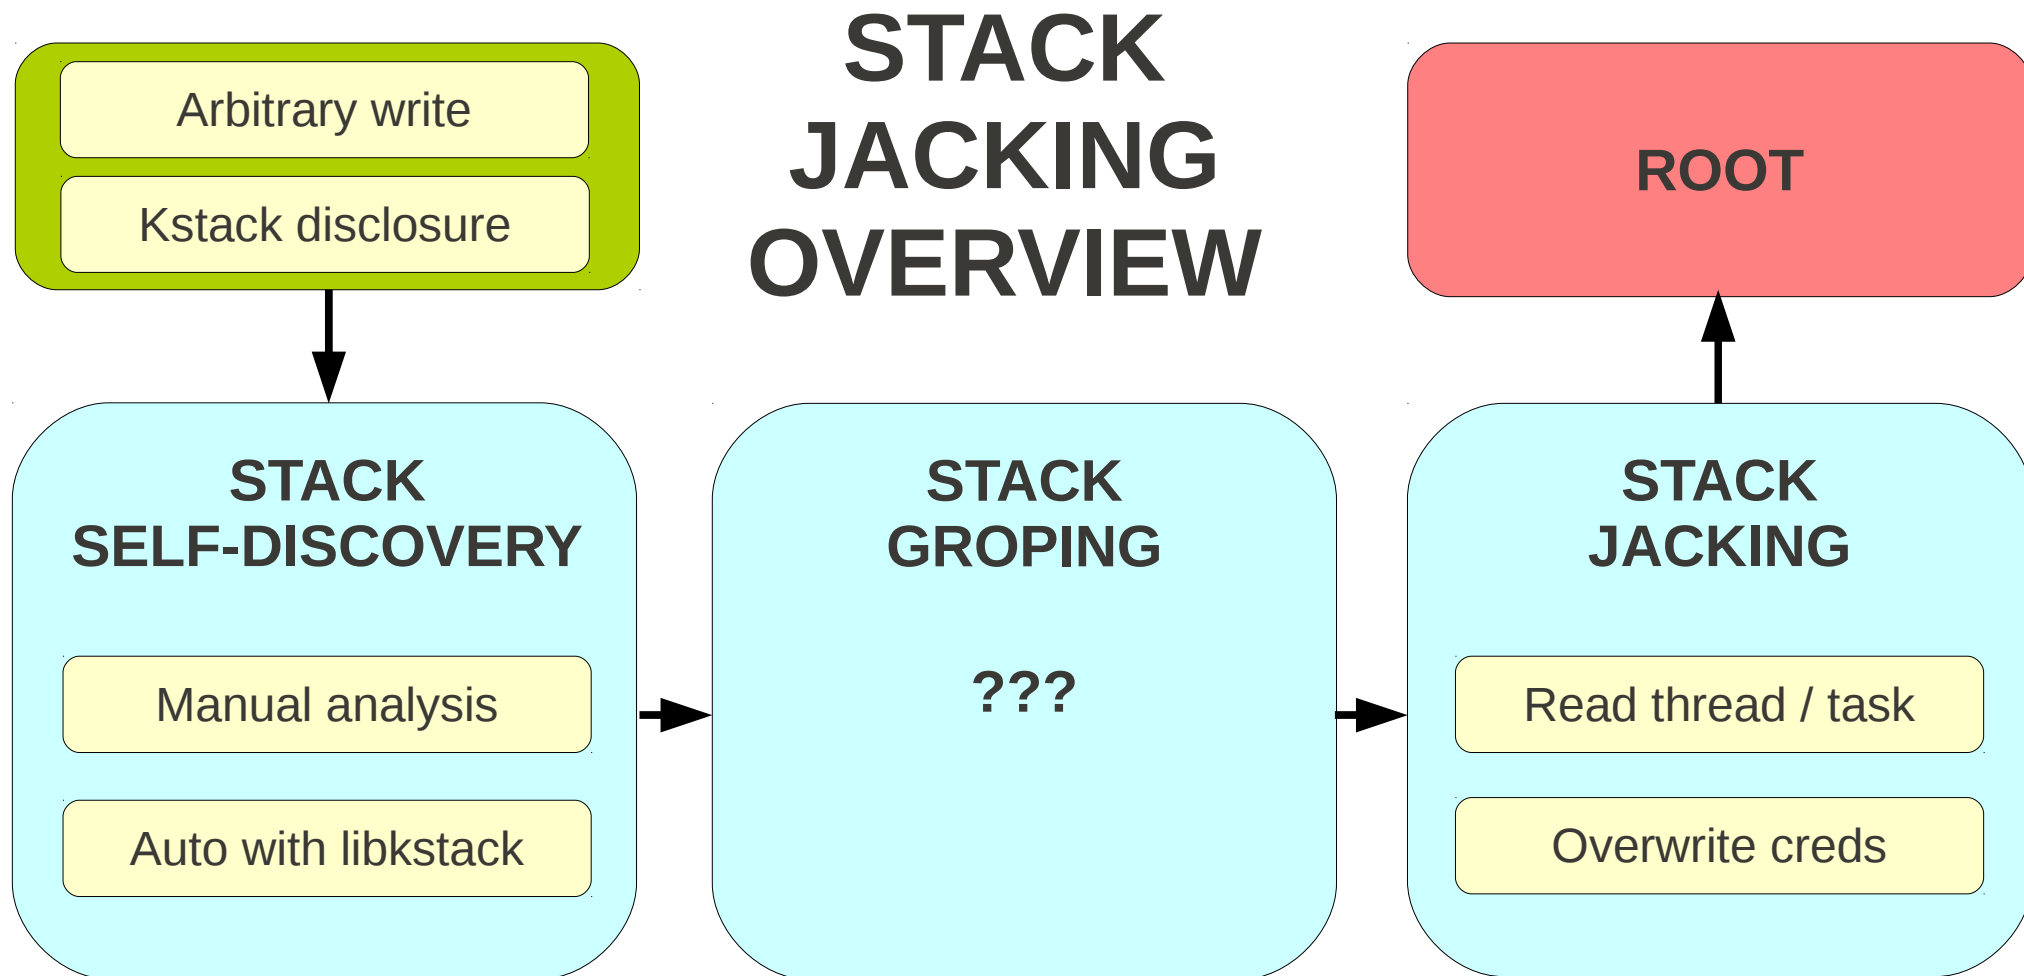 STACK
JACKING
OVERVIEW
Arbitrary write
Kstack disclosure
ROOT
STACK
SELF-DISCOVERY
Manual analysis
Auto with libkstack
STACK
GROPING
???
STACK
JACKING
Read thread / task
Overwrite creds